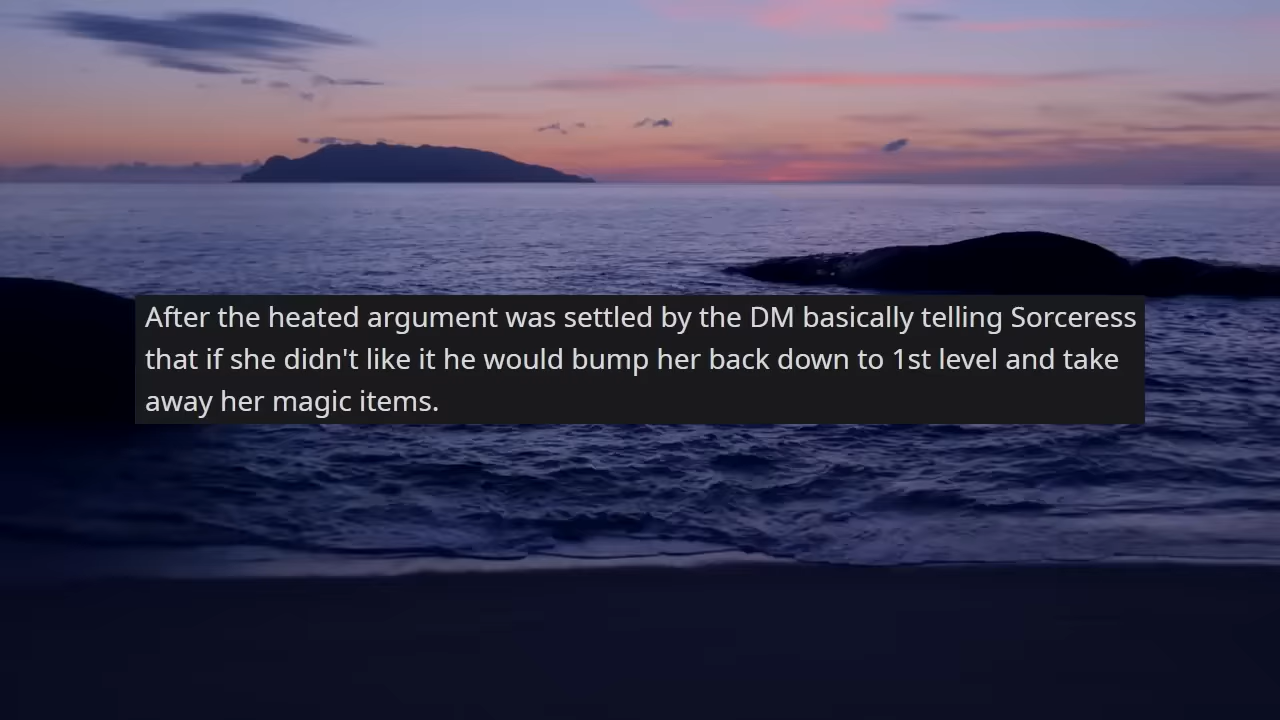 After the heated argument was settled by the DM basically telling Sorceress
that if she didn't like it he would bump her back down to 1st level and take
away her magic items.